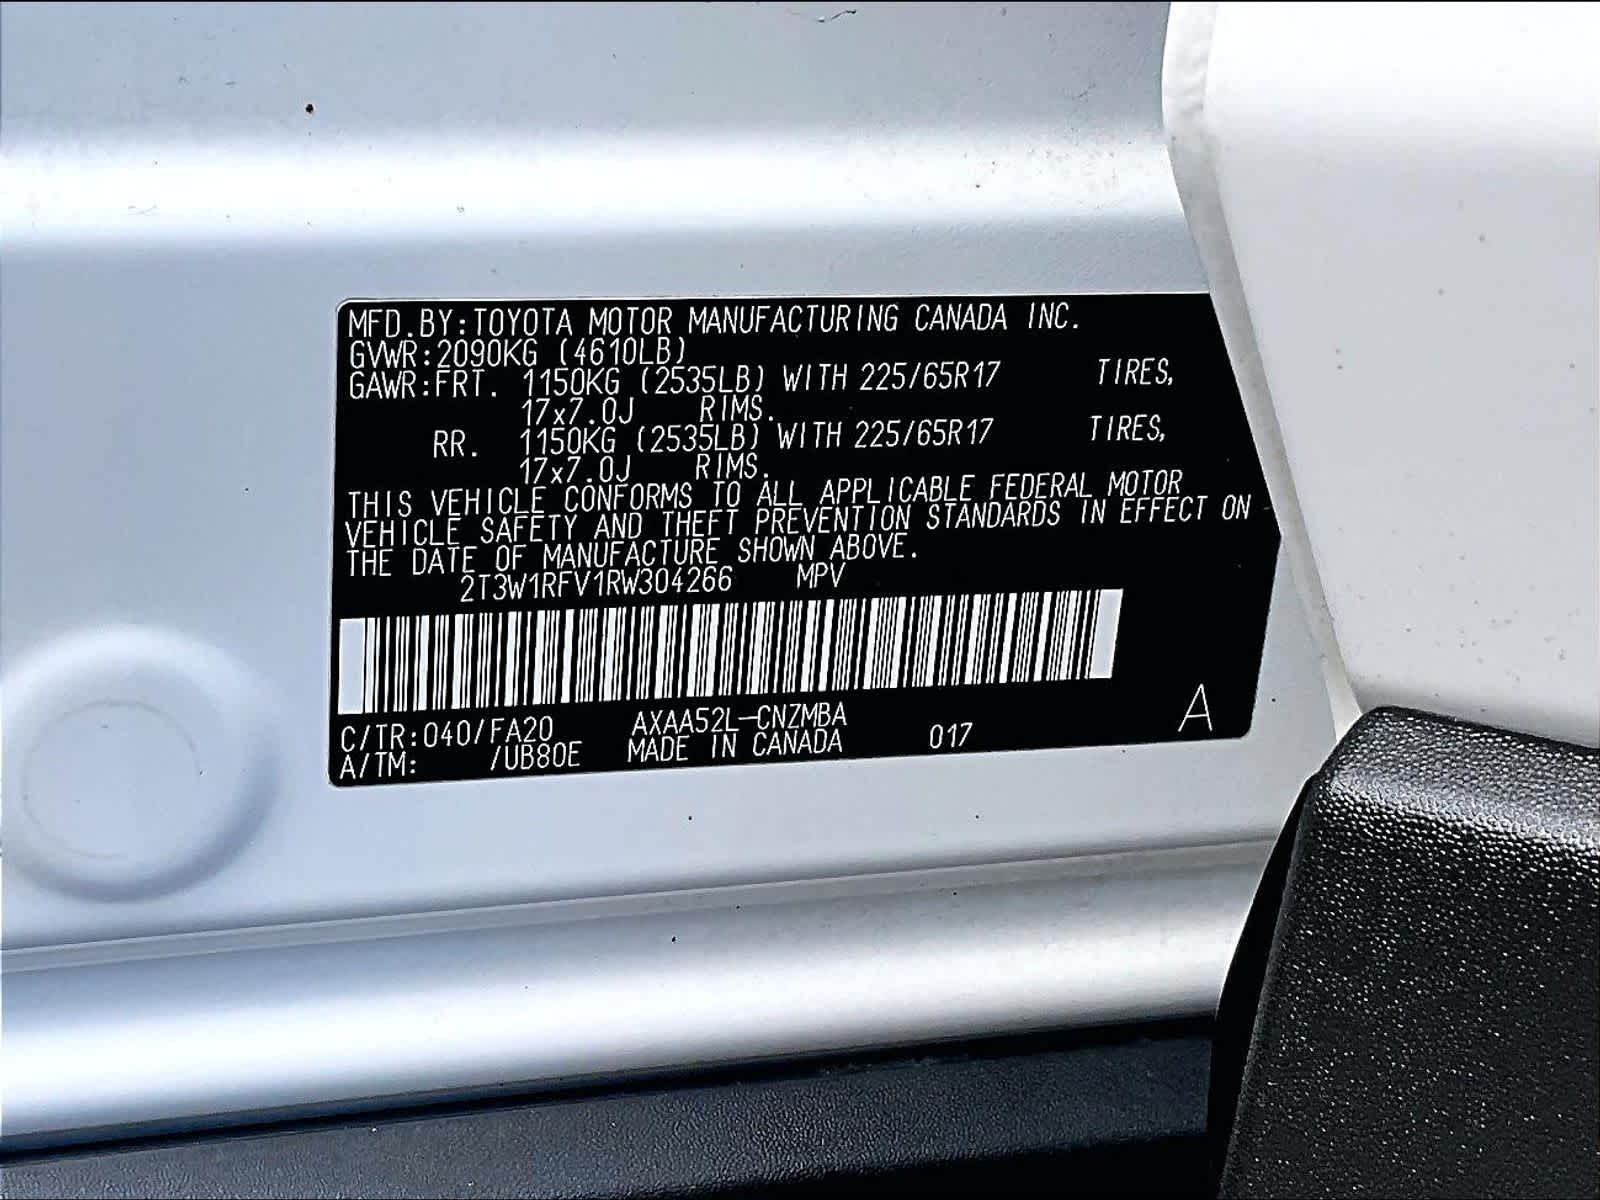 MFD.BY:TOYOTA MOTOR MANUFACTURING CANADA INC.
GVWR:2090KG (4610LB)
GAWR:FRT. 1150KG (2535LB) WITH 225/65R17 TIRES,
17x7.0J RIMS.
RR. 1150KG (2535LB) WITH 225/65R17 TIRES,
17x7.0J RIMS.
THIS VEHICLE CONFORMS TO ALL APPLICABLE FEDERAL MOTOR
VEHICLE SAFETY AND THEFT PREVENTION STANDARDS IN EFFECT ON
THE DATE OF MANUFACTURE SHOWN ABOVE.
2T3W1RFV1RW304266 MPV
C/TR:040/FA20 AXAA52L-CNZMBA
A/TM: /UB80E MADE IN CANADA 017 A